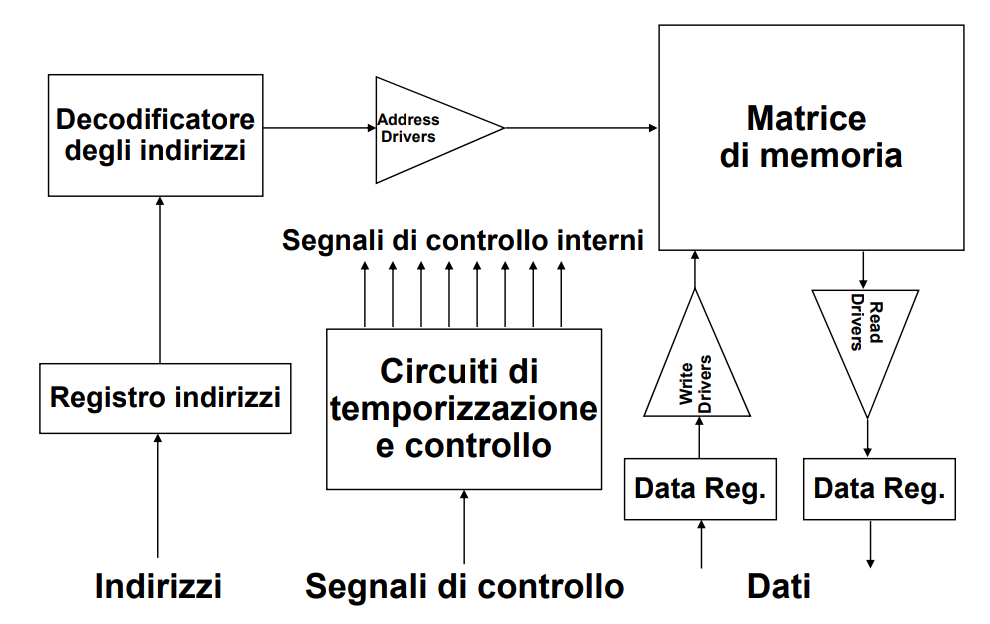 Decodificatore
degli indirizzi
Address
Drivers
Matrice
di memoria
Segnali di controllo interni
Registro indirizzi
Circuiti di
temporizzazione
e controllo
Write
Drivers
Read
Drivers
Data Reg.
Data Reg.
Indirizzi
Segnali di controllo
Dati